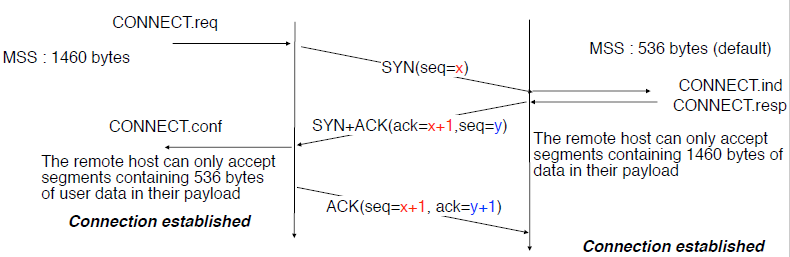 CONNECT.req
MSS : 1460 bytes
MSS : 536 bytes (default)
SYN(seq=x)
CONNECT.ind
CONNECT.resp
CONNECT.conf
SYN+ACK(ack=x+1,seq=y)
The remote host can only accept
segments containing 1460 bytes of
data in their payload
The remote host can only accept
segments containing 536 bytes
of user data in their payload
ACK(seq=x+1, ack=y+1)
Connection established
Connection established